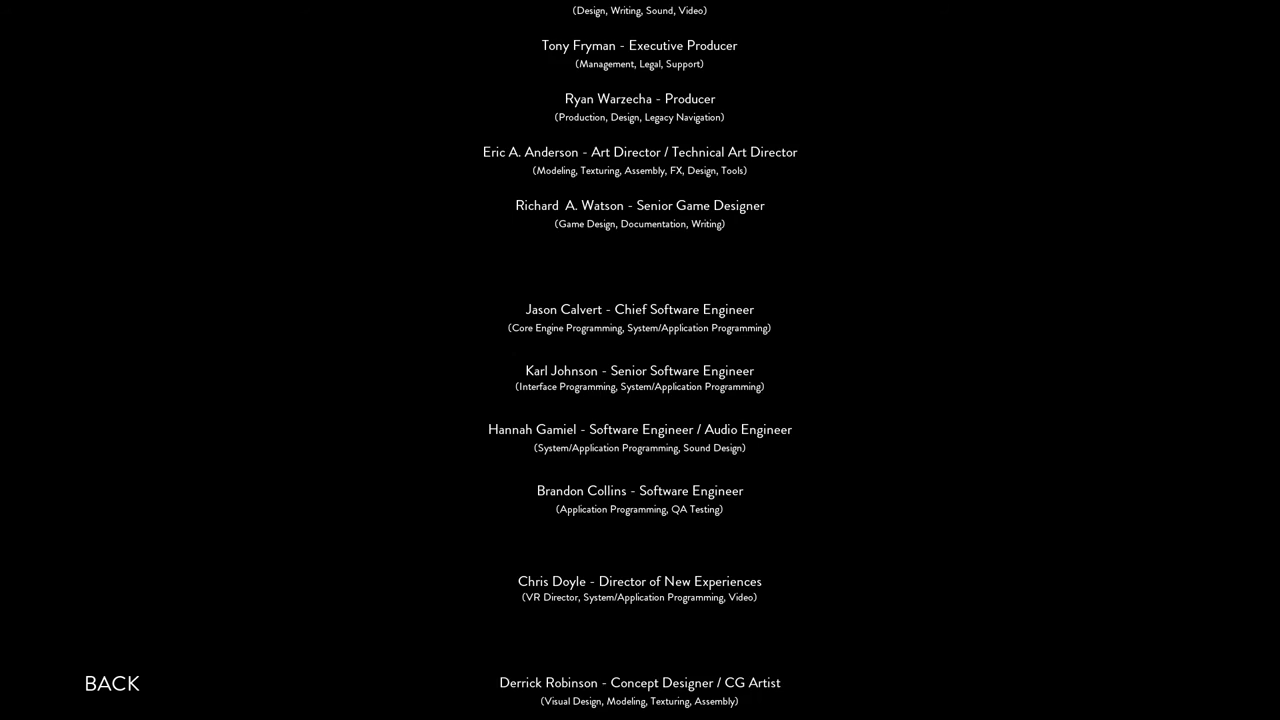 (Design, Writing, Sound, Video)
Tony Fryman - Executive Producer
(Management, Legal, Support)
Ryan Warzecha - Producer
(Production, Design, Legacy Navigation)
Eric A. Anderson - Art Director / Technical Art Director
(Modeling, Texturing, Assembly, FX, Design, Tools)
Richard  A. Watson - Senior Game Designer
(Game Design, Documentation, Writing)
Jason Calvert - Chief Software Engineer
(Core Engine Programming, System/Application Programming)
Karl Johnson - Senior Software Engineer
(Interface Programming, System/Application Programming)
Hannah Gamiel - Software Engineer / Audio Engineer
(System/Application Programming, Sound Design)
Brandon Collins - Software Engineer
(Application Programming, QA Testing)
Chris Doyle - Director of New Experiences
(VR Director, System/Application Programming, Video)
Derrick Robinson - Concept Designer / CG Artist
(Visual Design, Modeling, Texturing, Assembly)
BACK